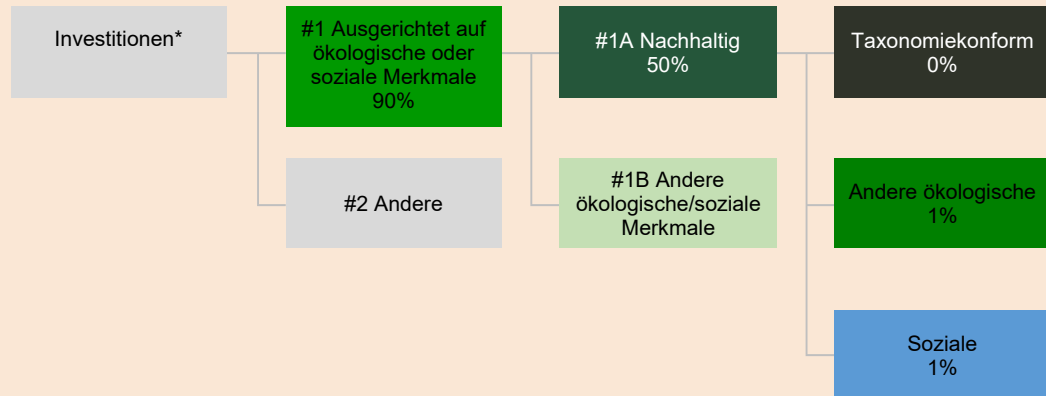 Investitionen*
#1 Ausgerichtet auf
ökologische oder
soziale Merkmale
90%
#1A Nachhaltig
50%
Taxonomiekonform
0%
#2 Andere
#1B Andere
ökologische/soziale
Merkmale
Andere ökologische
1%
Soziale
1%